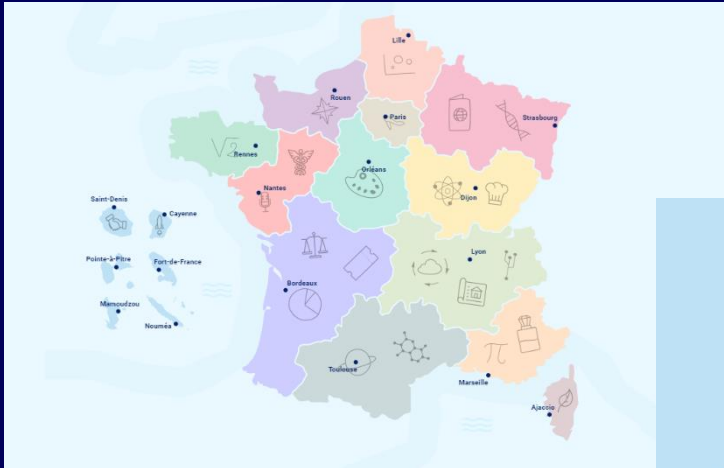 Lille
Rouen
Paris
Strasbourg
√2
Rennes
Orléans
Nantes
Dijon
Saint-Denis
Cayenne
Lyon
Pointe-à-Pitre
Fort-de-France
Bordeaux
Mamoudzou
Nouméa
π
Toulouse
Marseille
Ajaccio